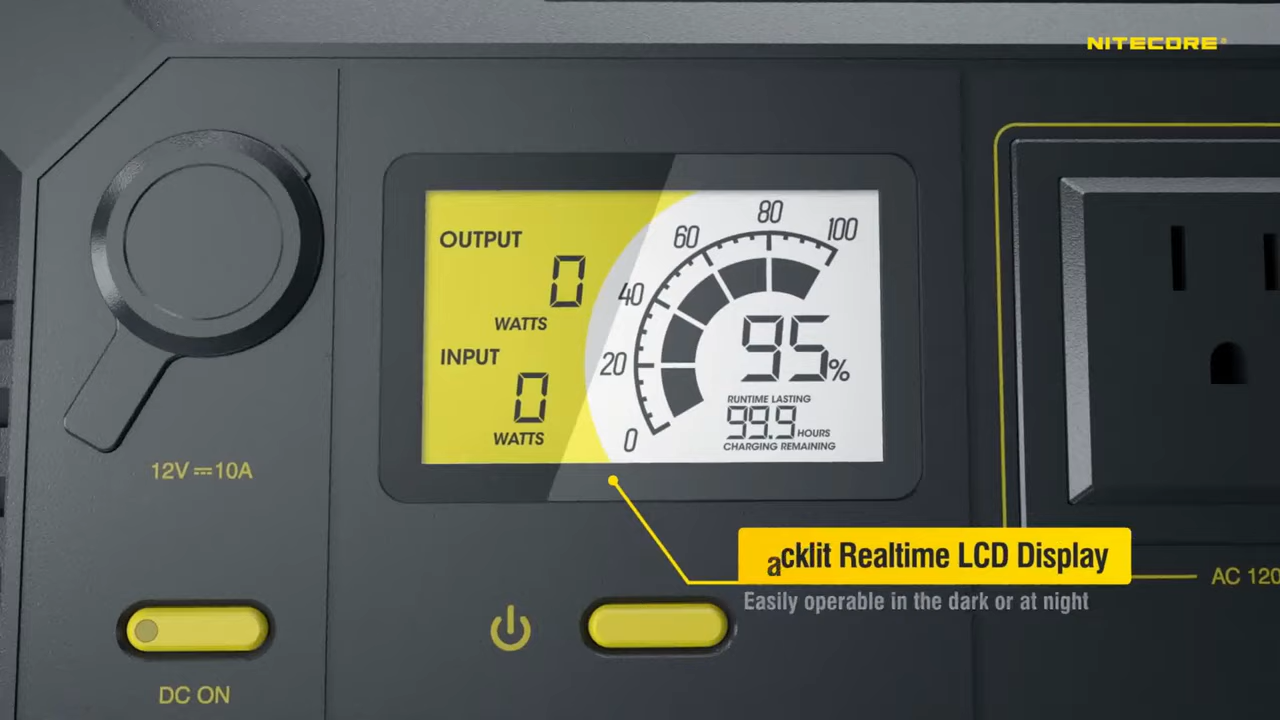 NITECORE®
OUTPUT
0
WATTS
INPUT
0
WATTS
0
20
40
60
80
100
95%
RUNTIME LASTING
99.9 HOURS
CHARGING REMAINING
12V⎓10A
DC ON
acklit Realtime LCD Display
Easily operable in the dark or at night
AC 120